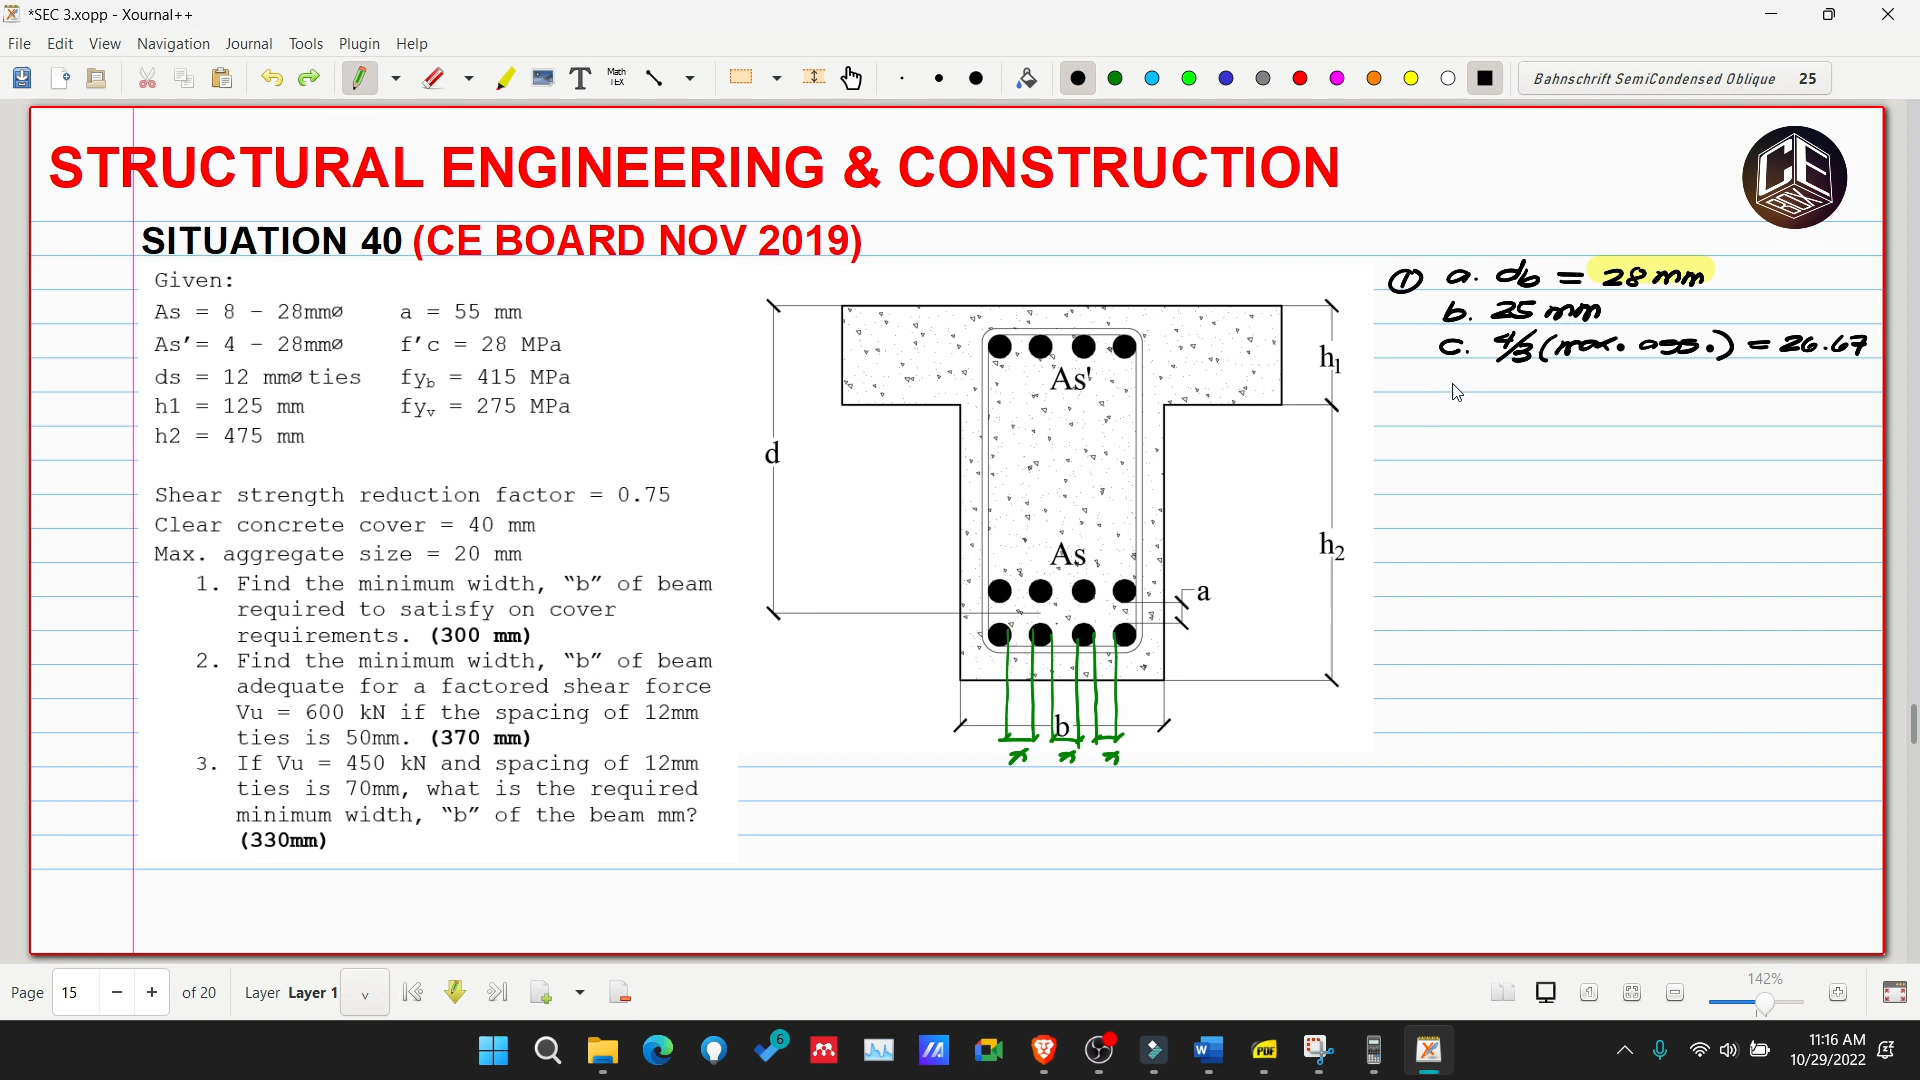 *SEC 3.xopp - Xournal++
File Edit View Navigation Journal Tools Plugin Help
Math TEX
Bahnschrift SemiCondensed Oblique 25
STRUCTURAL ENGINEERING & CONSTRUCTION
CE BOX
SITUATION 40 (CE BOARD NOV 2019)
Given:
As = 8 - 28mmø a = 55 mm
As'= 4 - 28mmø f'c = 28 MPa
ds = 12 mmø ties fyb = 415 MPa
h1 = 125 mm fyv = 275 MPa
h2 = 475 mm
Shear strength reduction factor = 0.75
Clear concrete cover = 40 mm
Max. aggregate size = 20 mm
1. Find the minimum width, “b” of beam
required to satisfy on cover
requirements. (300 mm)
2. Find the minimum width, “b” of beam
adequate for a factored shear force
Vu = 600 kN if the spacing of 12mm
ties is 50mm. (370 mm)
3. If Vu = 450 kN and spacing of 12mm
ties is 70mm, what is the required
minimum width, “b” of the beam mm?
(330mm)
As'
h1
d
As
h2
a
b
x x x
① a. db = 28 mm
b. 25 mm
c. 4/3 (max. agg.) = 26.67
Page 15 of 20 Layer Layer 1 142%
6
PDF
11:16 AM
10/29/2022